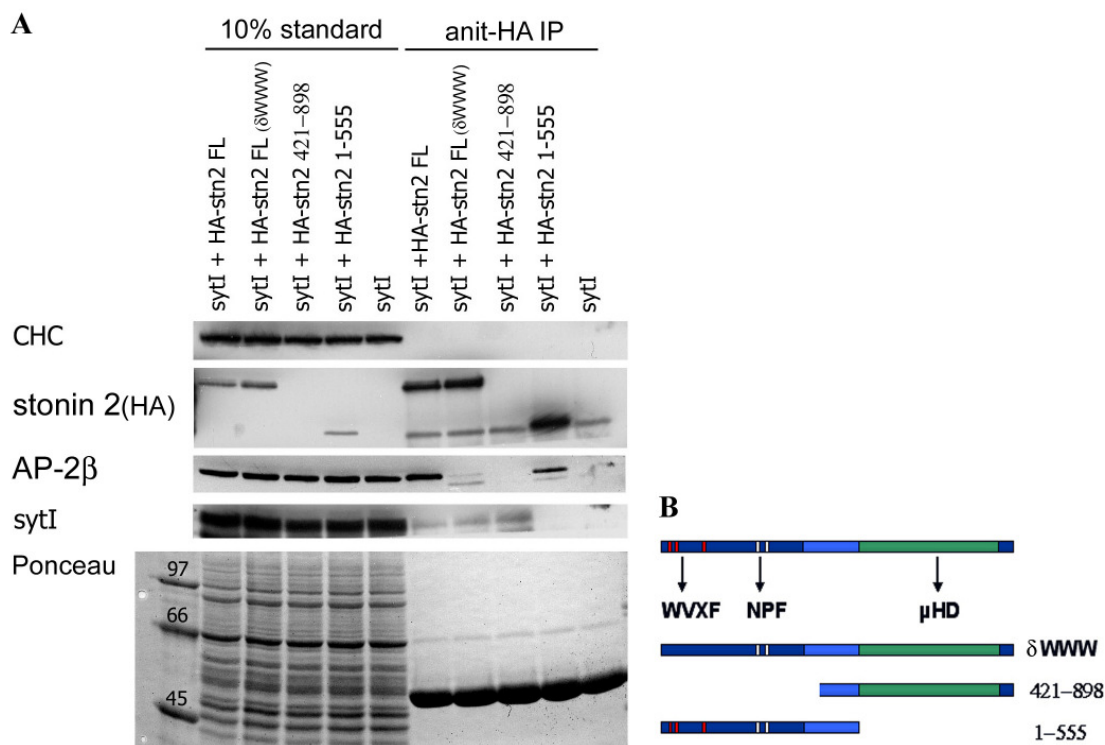 A
10% standard
anit-HA IP
sytI + HA-stn2 FL
sytI + HA-stn2 FL (δWWW)
sytI + HA-stn2 421–898
sytI + HA-stn2 1-555
sytI
sytI +HA-stn2 FL
sytI + HA-stn2 FL (δWWW)
sytI + HA-stn2 421–898
sytI + HA-stn2 1-555
sytI
CHC
stonin 2(HA)
AP-2β
sytI
Ponceau
97
66
45
B
WVXF
NPF
μHD
δ WWW
421–898
1–555